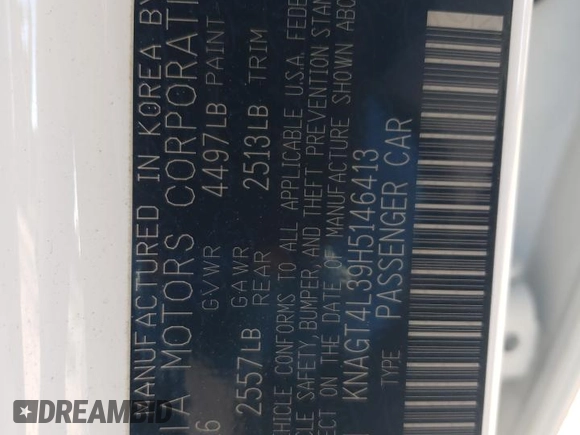 MANUFACTURED IN KOREA BY
IA MOTORS CORPORATI
6 GVWR 4497LB PAINT
2557LB GAWR REAR 2513LB TRIM
EHICLE CONFORMS TO ALL APPLICABLE U.S.A. FEDE
CLE SAFETY, BUMPER, AND THEFT PREVENTION STAN
ECT ON THE DATE OF MANUFACTURE SHOWN ABO
KNAGT4L39H5146413
TYPE PASSENGER CAR
DREAMBID